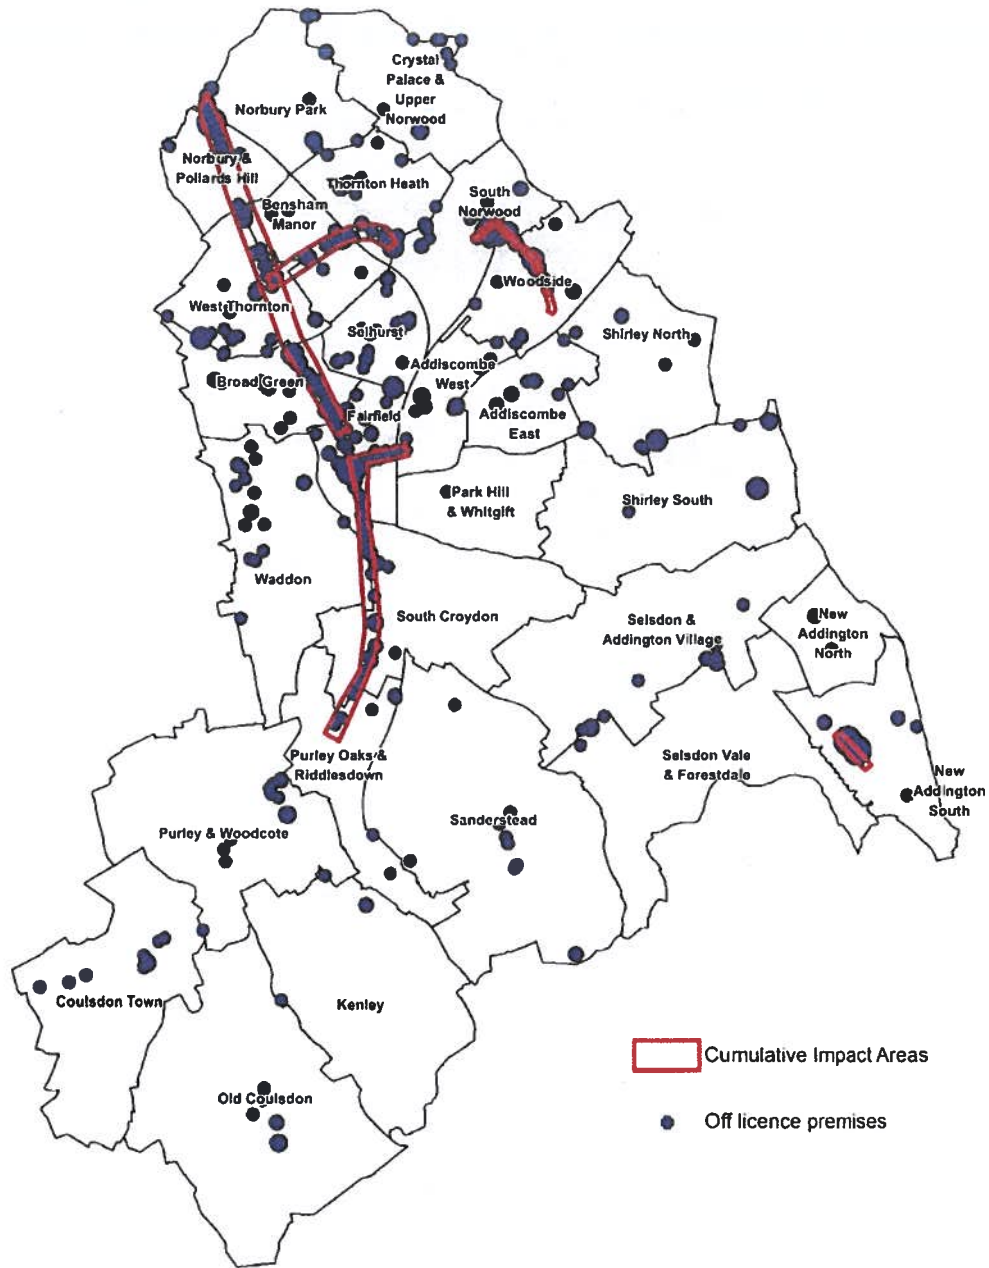 Crystal
Palace &
Upper
Norwood
Norbury Park
Norbury &
Pollards Hill
Thornton Heath
Bensham
Manor
South
Norwood
Woodside
West Thornton
Selhurst
Shirley North
Broad Green
Addiscombe
West
Fairfield
Addiscombe
East
Park Hill
& Whitgift
Shirley South
Waddon
South Croydon
Selsdon &
Addington Village
New
Addington
North
Purley Oaks &
Riddlesdown
Selsdon Vale
& Forestdale
New
Addington
South
Purley & Woodcote
Sanderstead
Coulsdon Town
Kenley
Old Coulsdon
Cumulative Impact Areas
Off licence premises